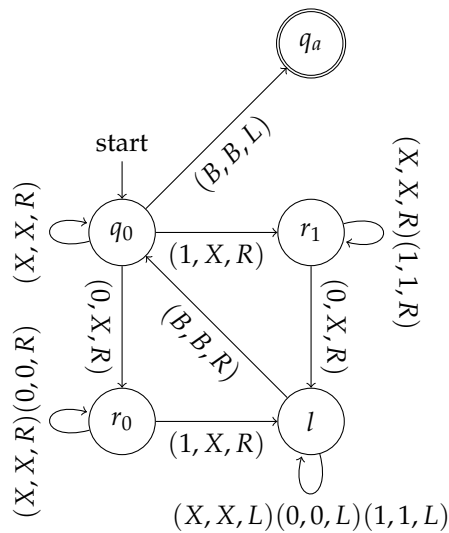 q_a
(B, B, L)
start
(X, X, R)
q_0
(1, X, R)
r_1
(X, X, R)(1, 1, R)
(0, X, R)
(B, B, R)
(0, X, R)
(X, X, R)(0, 0, R)
r_0
(1, X, R)
l
(X, X, L)(0, 0, L)(1, 1, L)